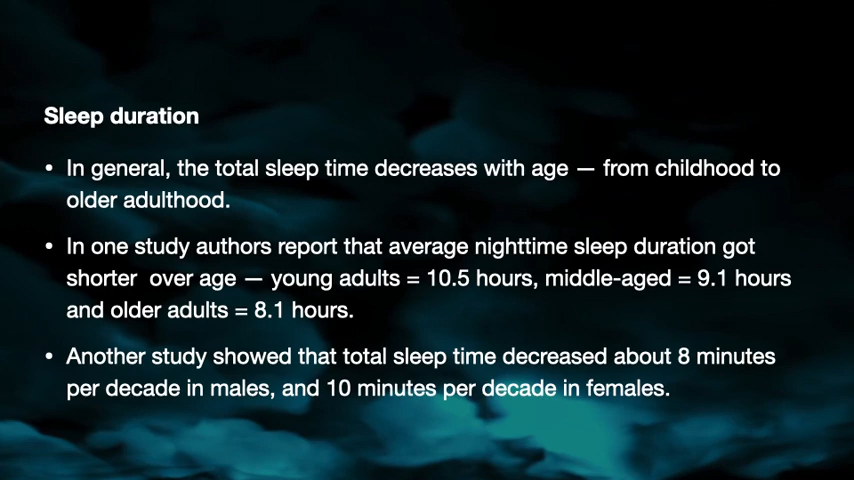 Sleep duration
• In general, the total sleep time decreases with age — from childhood to
older adulthood.
• In one study authors report that average nighttime sleep duration got
shorter  over age — young adults = 10.5 hours, middle-aged = 9.1 hours
and older adults = 8.1 hours.
• Another study showed that total sleep time decreased about 8 minutes
per decade in males, and 10 minutes per decade in females.